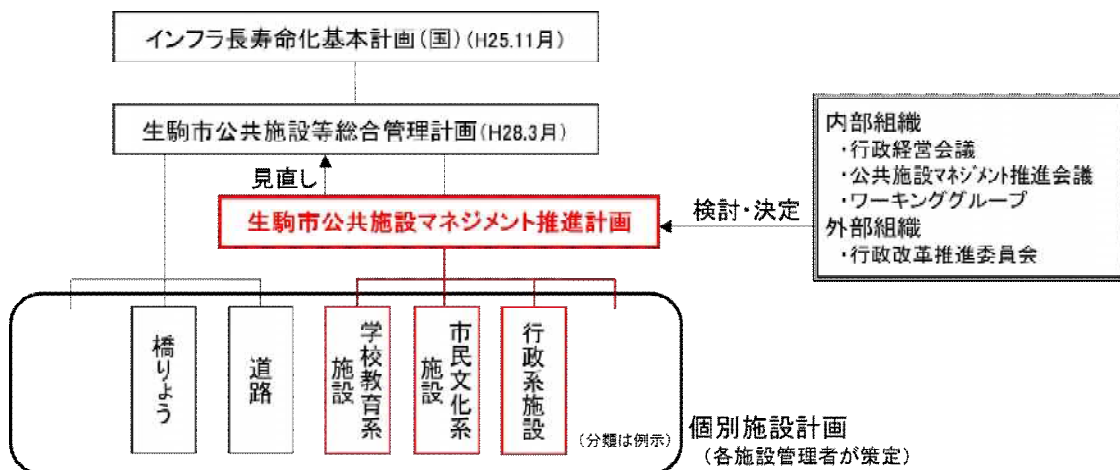 インフラ長寿命化基本計画(国)(H25.11月)
生駒市公共施設等総合管理計画(H28.3月)
見直し
生駒市公共施設マネジメント推進計画
検討・決定
内部組織
・行政経営会議
・公共施設マネジメント推進会議
・ワーキンググループ
外部組織
・行政改革推進委員会
橋りょう
道路
学校教育系
施設
市民文化系
施設
行政系施設
(分類は例示)
個別施設計画
(各施設管理者が策定)